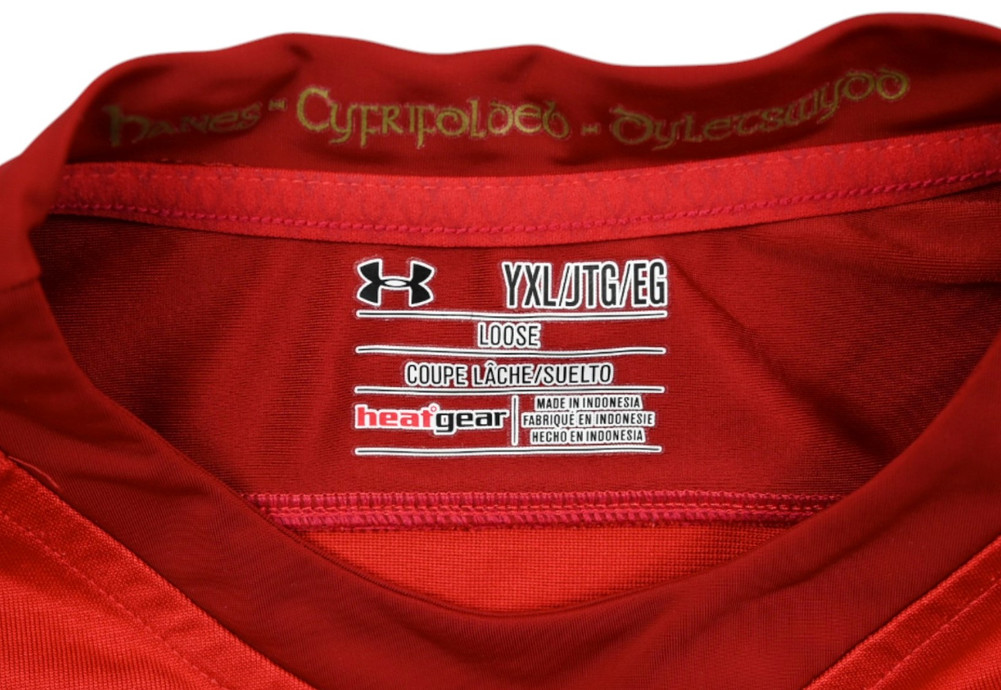 Hanes - Cyfrifoldeb - Dyletswydd
YXL/JTG/EG
LOOSE
COUPE LÂCHE/SUELTO
heatgear
MADE IN INDONESIA
FABRIQUÉ EN INDONESIE
HECHO EN INDONESIA